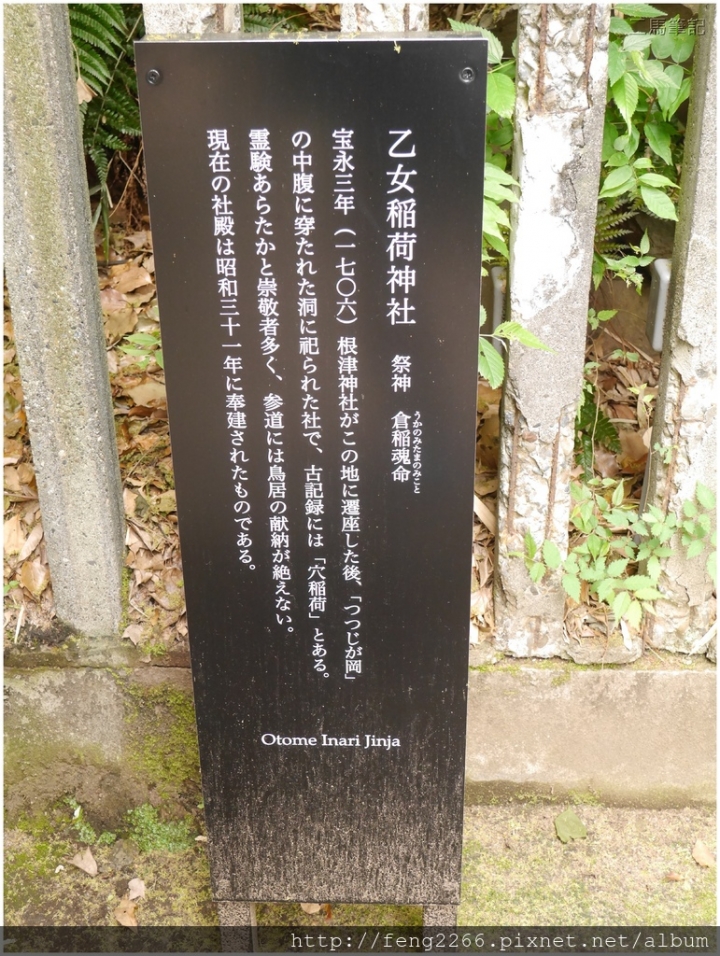 乙女稲荷神社　祭神　倉稲魂命
うかのみたまのみこと
宝永三年（一七〇六）根津神社がこの地に遷座した後、「つつじが岡」
の中腹に穿たれた洞に祀られた社で、古記録には「穴稲荷」とある。
霊験あらたかと崇敬者多く、参道には鳥居の献納が絶えない。
現在の社殿は昭和三十一年に奉建されたものである。
Otome Inari Jinja
馬筆記
http://feng2266.pixnet.net/album